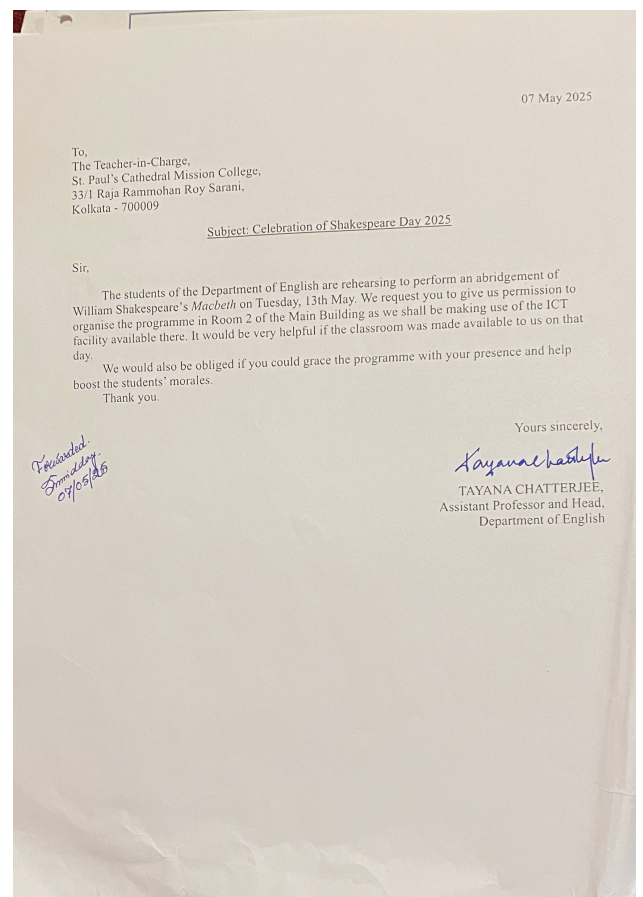 07 May 2025
To,
The Teacher-in-Charge,
St. Paul's Cathedral Mission College,
33/1 Raja Rammohan Roy Sarani,
Kolkata - 700009
Subject: Celebration of Shakespeare Day 2025
Sir,
The students of the Department of English are rehearsing to perform an abridgement of
William Shakespeare's Macbeth on Tuesday, 13th May. We request you to give us permission to
organise the programme in Room 2 of the Main Building as we shall be making use of the ICT
facility available there. It would be very helpful if the classroom was made available to us on that
day.
We would also be obliged if you could grace the programme with your presence and help
boost the students' morales.
Thank you.
Yours sincerely,
Forwarded.
07/05/25
Tayana Chatterjee
TAYANA CHATTERJEE,
Assistant Professor and Head,
Department of English